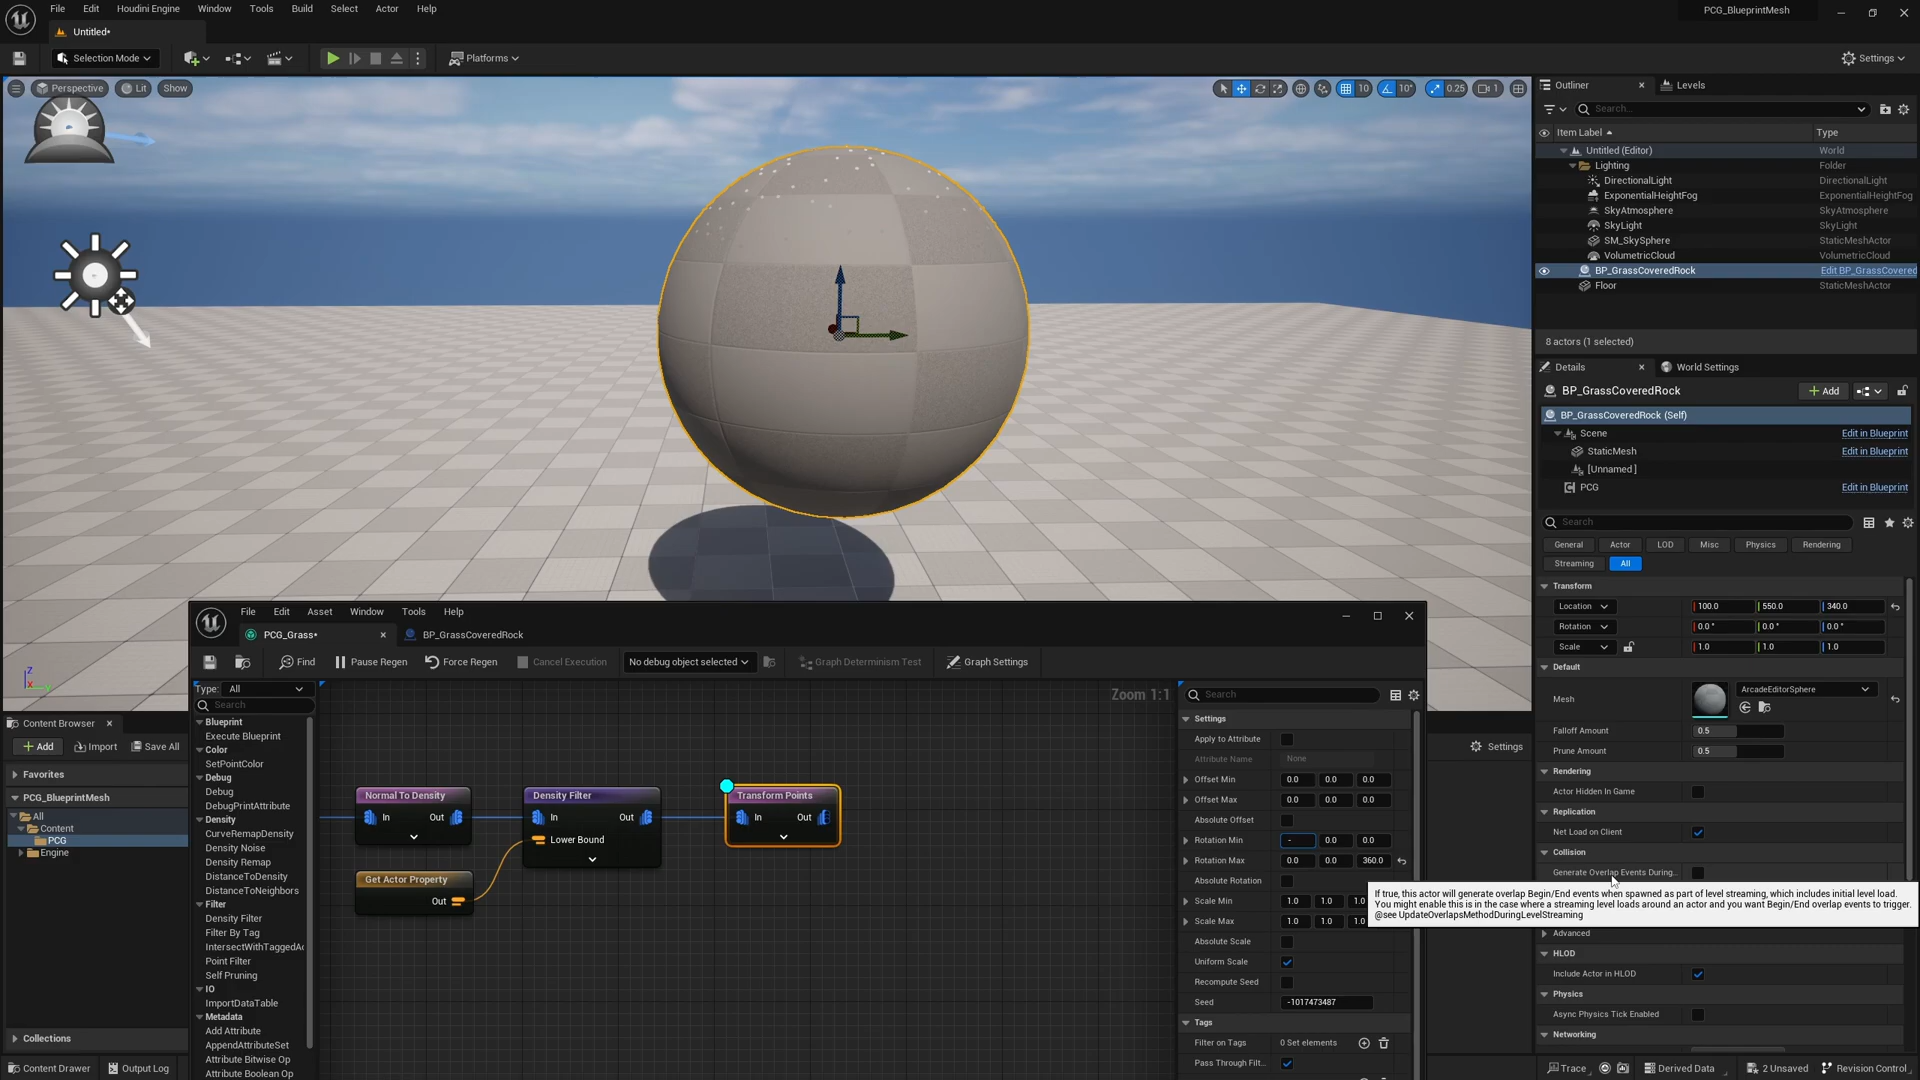 File Edit Houdini Engine Window Tools Build Select Actor Help
PCG_BlueprintMesh
Untitled*
Selection Mode
Platforms
Settings
Perspective Lit Show
10 10° 0.25 1
Outliner Levels
Search...
Item Label Type
Untitled (Editor) World
Lighting Folder
DirectionalLight DirectionalLight
ExponentialHeightFog ExponentialHeightFog
SkyAtmosphere SkyAtmosphere
SkyLight SkyLight
SM_SkySphere StaticMeshActor
VolumetricCloud VolumetricCloud
BP_GrassCoveredRock Edit BP_GrassCovered
Floor StaticMeshActor
8 actors (1 selected)
Details World Settings
BP_GrassCoveredRock
Add
BP_GrassCoveredRock (Self)
Scene Edit in Blueprint
StaticMesh Edit in Blueprint
[Unnamed ]
PCG Edit in Blueprint
Search
General Actor LOD Misc Physics Rendering
Streaming All
Transform
Location 100.0 550.0 340.0
Rotation 0.0° 0.0° 0.0°
Scale 1.0 1.0 1.0
Default
Mesh ArcadeEditorSphere
Falloff Amount 0.5
Prune Amount 0.5
Rendering
Actor Hidden In Game
Replication
Net Load on Client
Collision
Generate Overlap Events During..
If true, this actor will generate overlap Begin/End events when spawned as part of level streaming, which includes initial level load.
You might enable this is in the case where a streaming level loads around an actor and you want Begin/End overlap events to trigger.
@see UpdateOverlapsMethodDuringLevelStreaming
Advanced
HLOD
Include Actor in HLOD
Physics
Async Physics Tick Enabled
Networking
File Edit Asset Window Tools Help
PCG_Grass* BP_GrassCoveredRock
Find Pause Regen Force Regen Cancel Execution No debug object selected Graph Determinism Test Graph Settings
Type: All
Search
Blueprint
Execute Blueprint
Color
SetPointColor
Debug
Debug
DebugPrintAttribute
Density
CurveRemapDensity
Density Noise
Density Remap
DistanceToDensity
DistanceToNeighbors
Filter
Density Filter
Filter By Tag
IntersectWithTaggedAc
Point Filter
Self Pruning
IO
ImportDataTable
Metadata
Add Attribute
AppendAttributeSet
Attribute Bitwise Op
Attribute Boolean Op
Zoom 1:1
Normal To Density
In Out
Density Filter
In Out
Lower Bound
Transform Points
In Out
Get Actor Property
Out
Search
Settings
Apply to Attribute
Attribute Name None
Offset Min 0.0 0.0 0.0
Offset Max 0.0 0.0 0.0
Absolute Offset
Rotation Min - 0.0 0.0
Rotation Max 0.0 0.0 360.0
Absolute Rotation
Scale Min 1.0 1.0 1.0
Scale Max 1.0 1.0 1.0
Absolute Scale
Uniform Scale
Recompute Seed
Seed -1017473487
Tags
Filter on Tags 0 Set elements
Pass Through Filt...
Settings
Z X Y
Content Browser
Add Import Save All
Favorites
PCG_BlueprintMesh
All
Content
PCG
Engine
Collections
Content Drawer Output Log
Trace Derived Data 2 Unsaved Revision Control